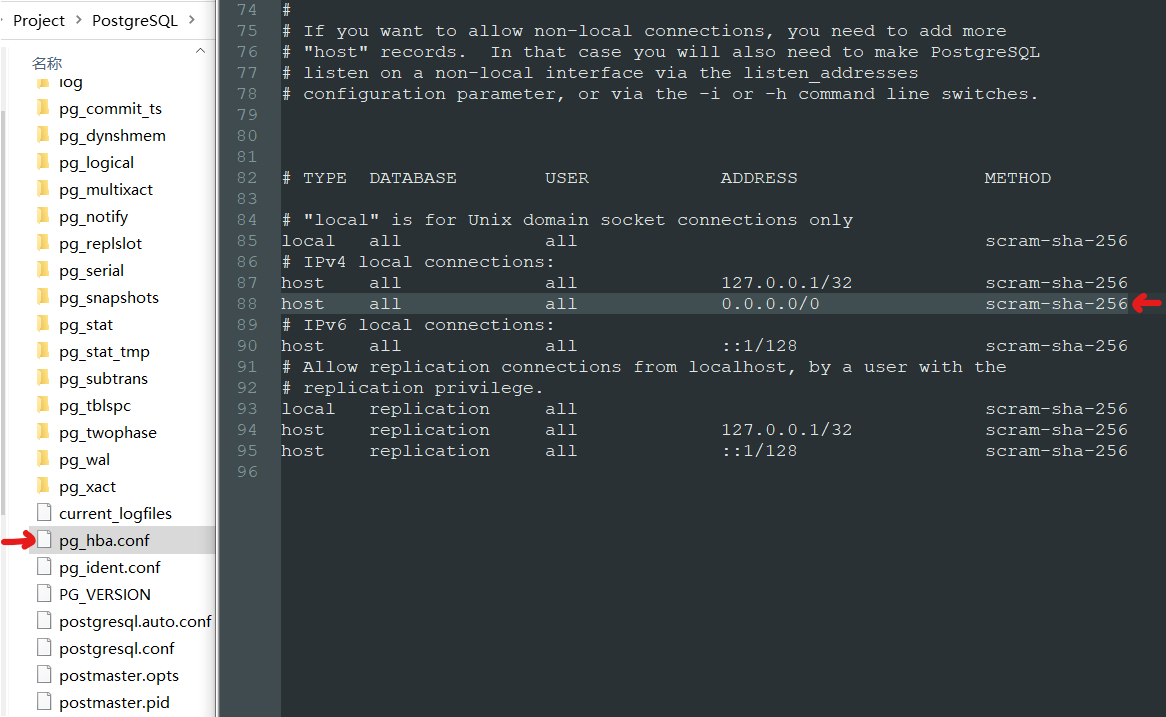 Project > PostgreSQL >
名称
log
pg_commit_ts
pg_dynshmem
pg_logical
pg_multixact
pg_notify
pg_replslot
pg_serial
pg_snapshots
pg_stat
pg_stat_tmp
pg_subtrans
pg_tblspc
pg_twophase
pg_wal
pg_xact
current_logfiles
pg_hba.conf
pg_ident.conf
PG_VERSION
postgresql.auto.conf
postgresql.conf
postmaster.opts
postmaster.pid
74 #
75 # If you want to allow non-local connections, you need to add more
76 # "host" records.  In that case you will also need to make PostgreSQL
77 # listen on a non-local interface via the listen_addresses
78 # configuration parameter, or via the -i or -h command line switches.
79
80
81
82 # TYPE  DATABASE        USER            ADDRESS                 METHOD
83
84 # "local" is for Unix domain socket connections only
85 local   all             all                                     scram-sha-256
86 # IPv4 local connections:
87 host    all             all             127.0.0.1/32            scram-sha-256
88 host    all             all             0.0.0.0/0               scram-sha-256
89 # IPv6 local connections:
90 host    all             all             ::1/128                 scram-sha-256
91 # Allow replication connections from localhost, by a user with the
92 # replication privilege.
93 local   replication     all                                     scram-sha-256
94 host    replication     all             127.0.0.1/32            scram-sha-256
95 host    replication     all             ::1/128                 scram-sha-256
96